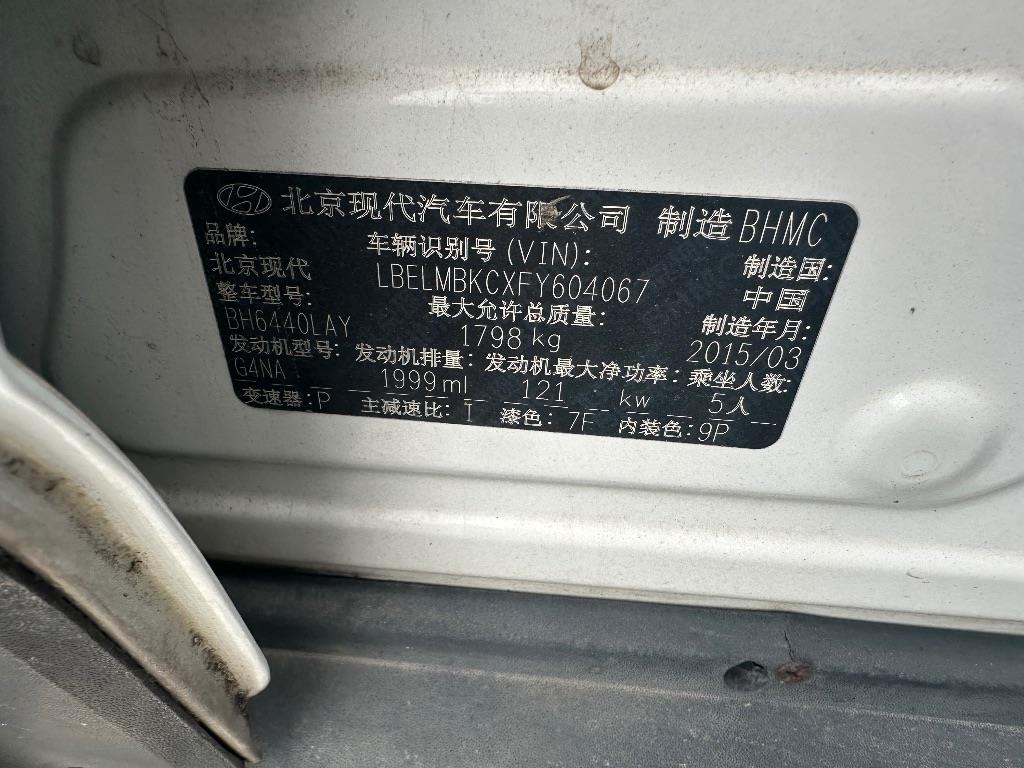 北京现代汽车有限公司 制造 BHMC
品牌: 车辆识别号(VIN): 制造国:
北京现代 LBELMBKCXFY604067 中国
整车型号: 最大允许总质量: 制造年月:
BH6440LAY 1798 kg 2015/03
发动机型号: 发动机排量: 发动机最大净功率: 乘坐人数:
G4NA 1999 ml 121 kw 5人
变速器: P 主减速比: I 漆色: 7F 内装色: 9P